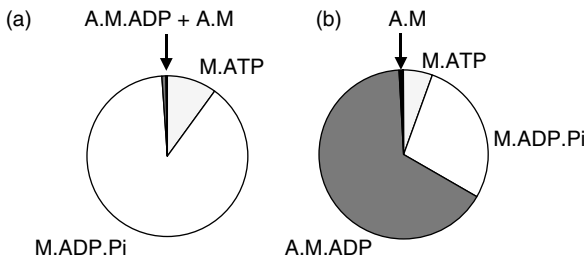 (a)
A.M.ADP + A.M
M.ATP
M.ADP.Pi
(b)
A.M
M.ATP
M.ADP.Pi
A.M.ADP